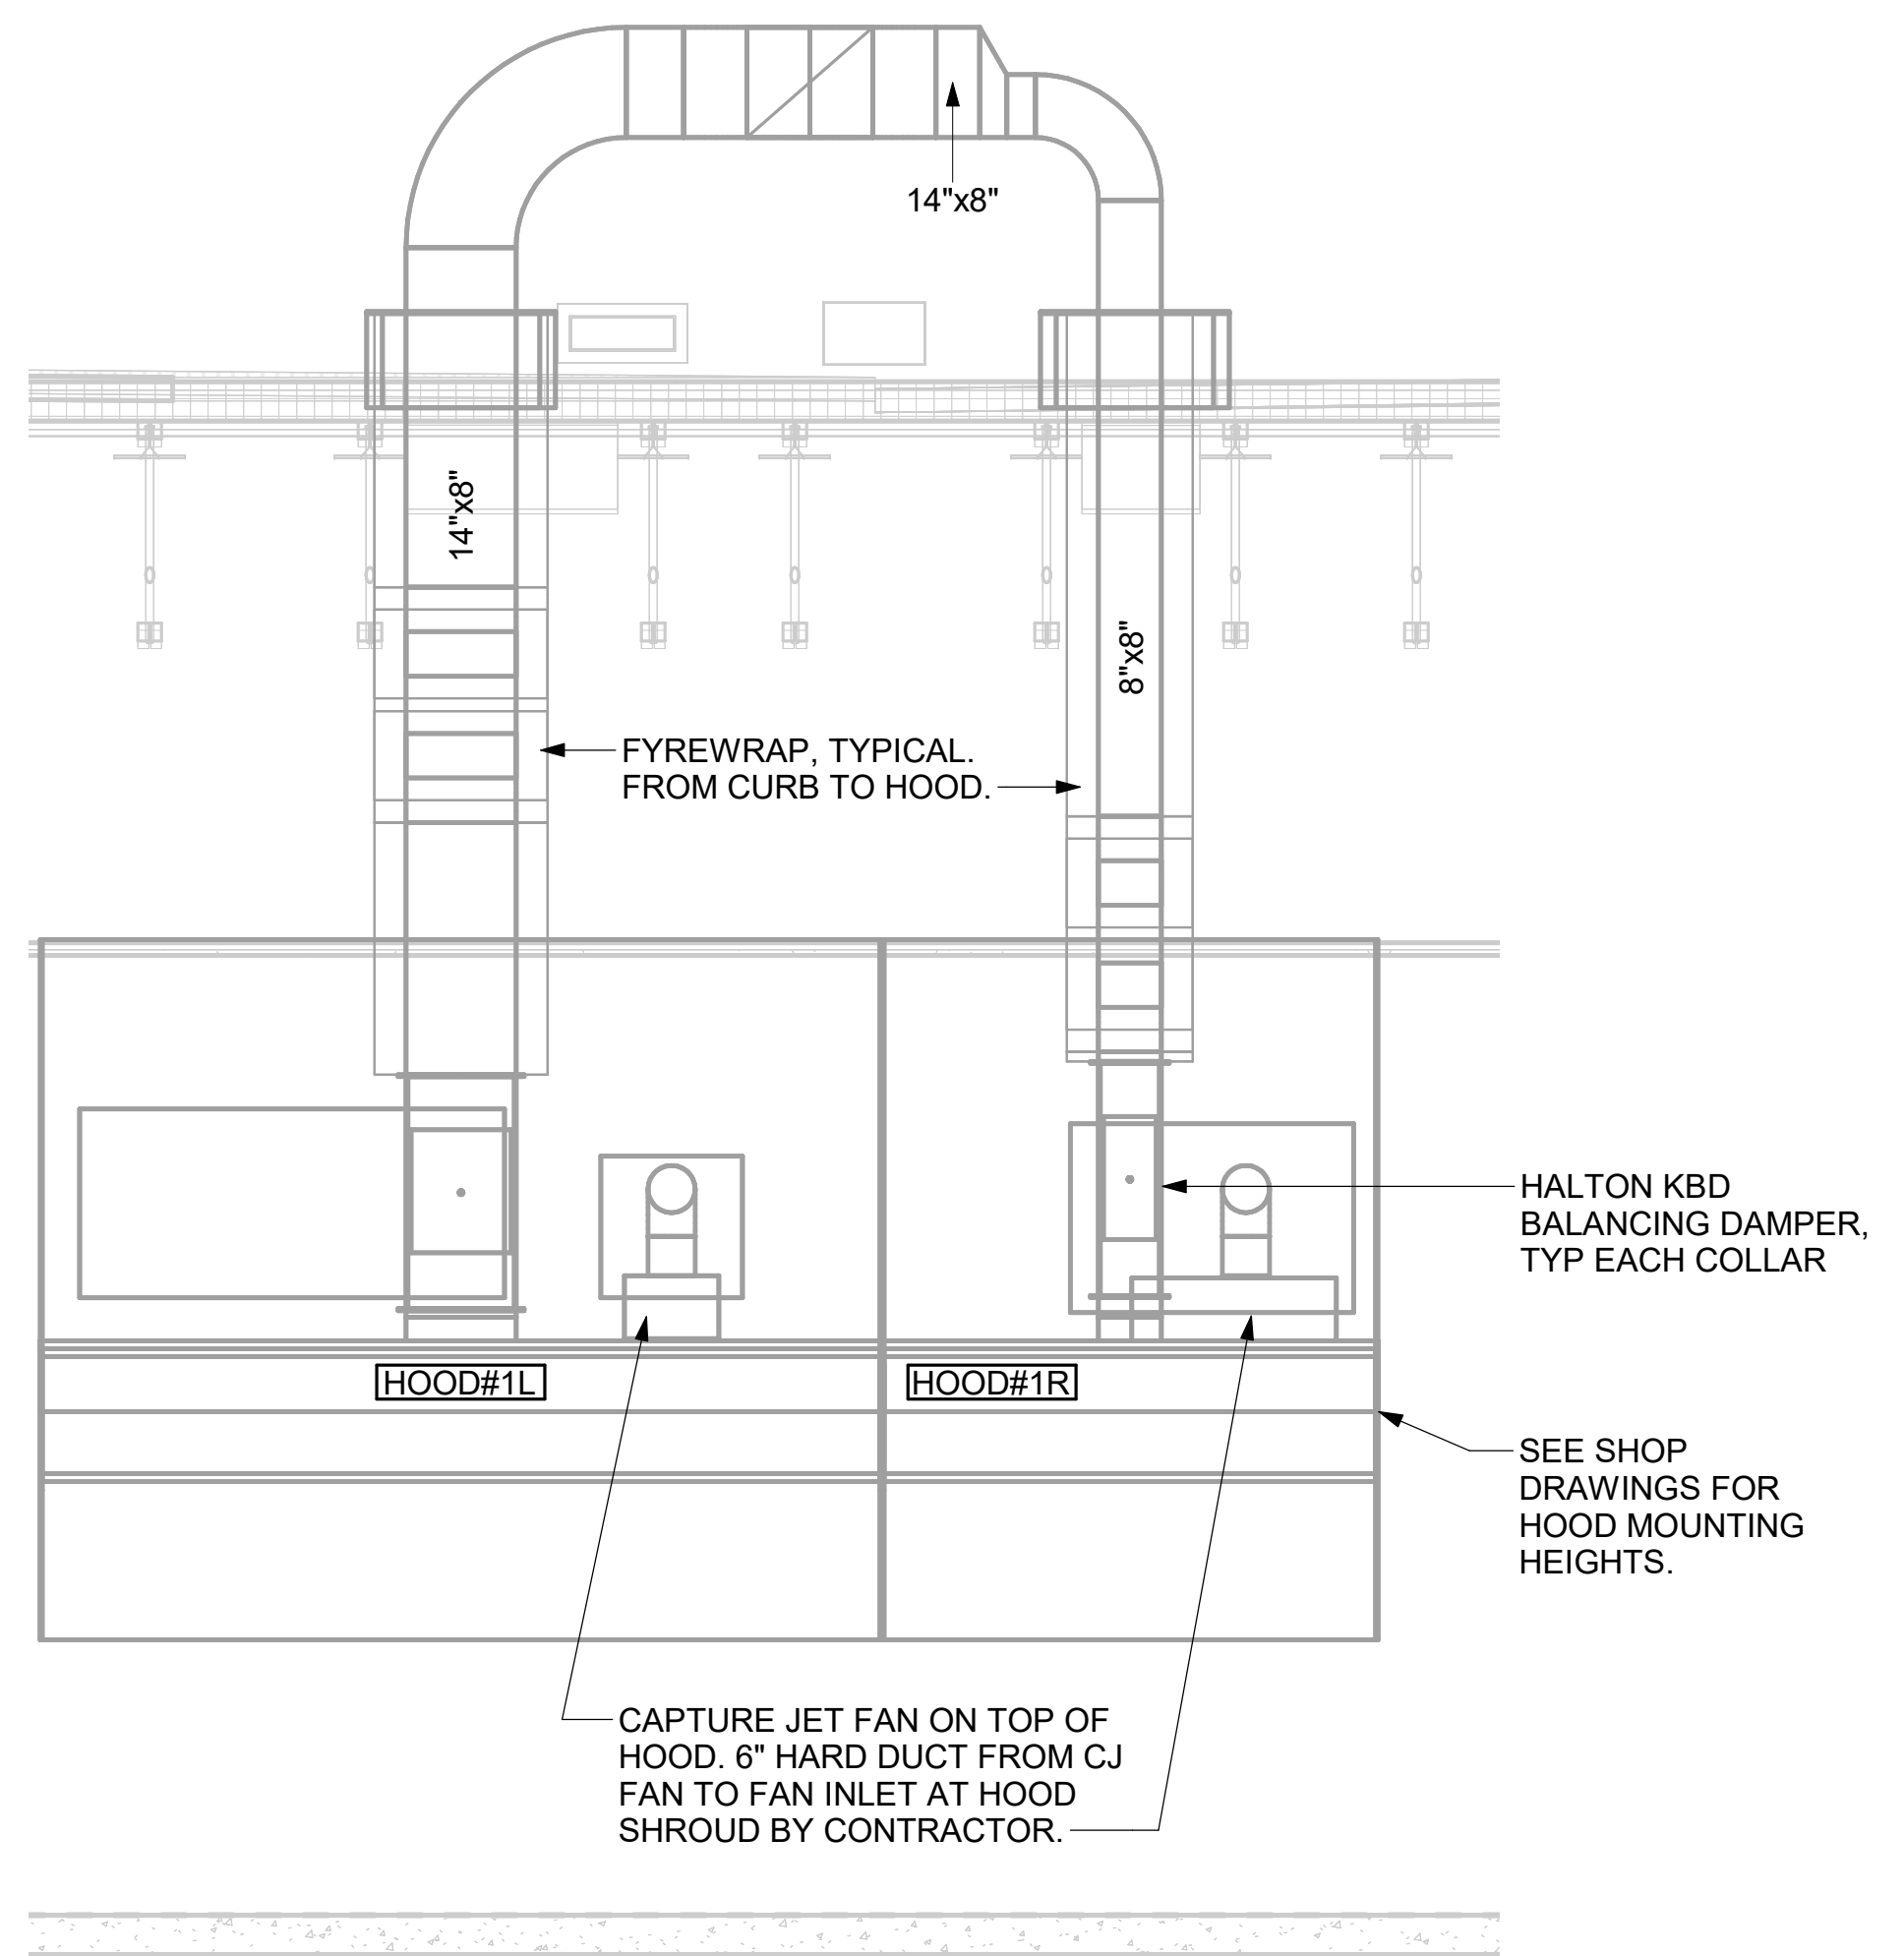 14"x8"
14"x8"
8"x8"
FYREWRAP, TYPICAL.
FROM CURB TO HOOD.
HALTON KBD
BALANCING DAMPER,
TYP EACH COLLAR
HOOD#1L
HOOD#1R
SEE SHOP
DRAWINGS FOR
HOOD MOUNTING
HEIGHTS.
CAPTURE JET FAN ON TOP OF
HOOD. 6" HARD DUCT FROM CJ
FAN TO FAN INLET AT HOOD
SHROUD BY CONTRACTOR.